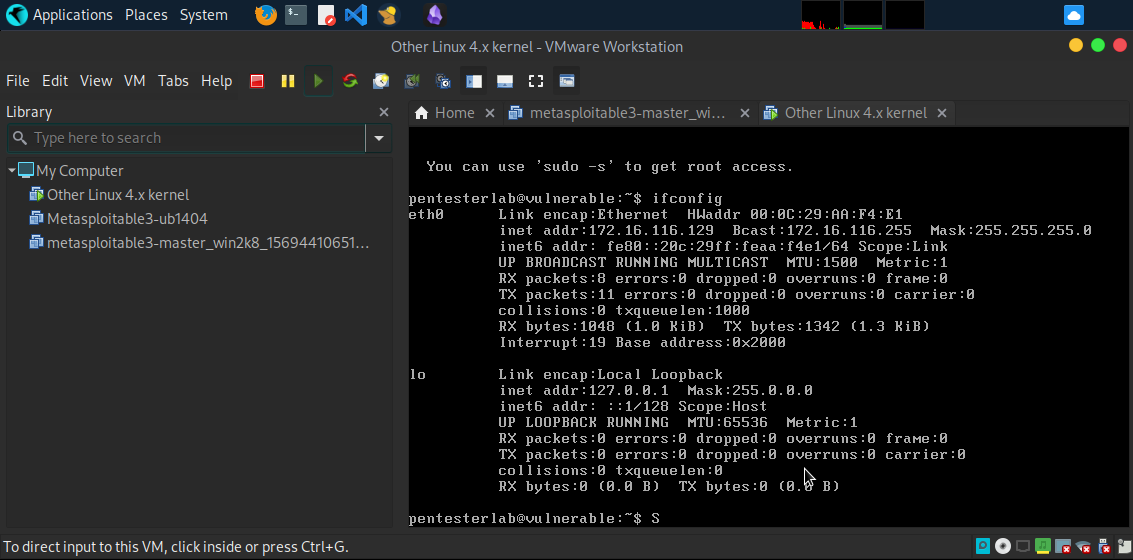 Applications Places System
Other Linux 4.x kernel - VMware Workstation
File Edit View VM Tabs Help
Library
Type here to search
My Computer
Other Linux 4.x kernel
Metasploitable3-ub1404
metasploitable3-master_win2k8_15694410651...
Home metasploitable3-master_wi... Other Linux 4.x kernel
You can use 'sudo -s' to get root access.
pentesterlab@vulnerable:~$ ifconfig
eth0 Link encap:Ethernet HWaddr 00:0C:29:AA:F4:E1
inet addr:172.16.116.129 Bcast:172.16.116.255 Mask:255.255.255.0
inet6 addr: fe80::20c:29ff:feaa:f4e1/64 Scope:Link
UP BROADCAST RUNNING MULTICAST MTU:1500 Metric:1
RX packets:8 errors:0 dropped:0 overruns:0 frame:0
TX packets:11 errors:0 dropped:0 overruns:0 carrier:0
collisions:0 txqueuelen:1000
RX bytes:1048 (1.0 KiB) TX bytes:1342 (1.3 KiB)
Interrupt:19 Base address:0x2000
lo Link encap:Local Loopback
inet addr:127.0.0.1 Mask:255.0.0.0
inet6 addr: ::1/128 Scope:Host
UP LOOPBACK RUNNING MTU:65536 Metric:1
RX packets:0 errors:0 dropped:0 overruns:0 frame:0
TX packets:0 errors:0 dropped:0 overruns:0 carrier:0
collisions:0 txqueuelen:0
RX bytes:0 (0.0 B) TX bytes:0 (0.0 B)
pentesterlab@vulnerable:~$ S
To direct input to this VM, click inside or press Ctrl+G.